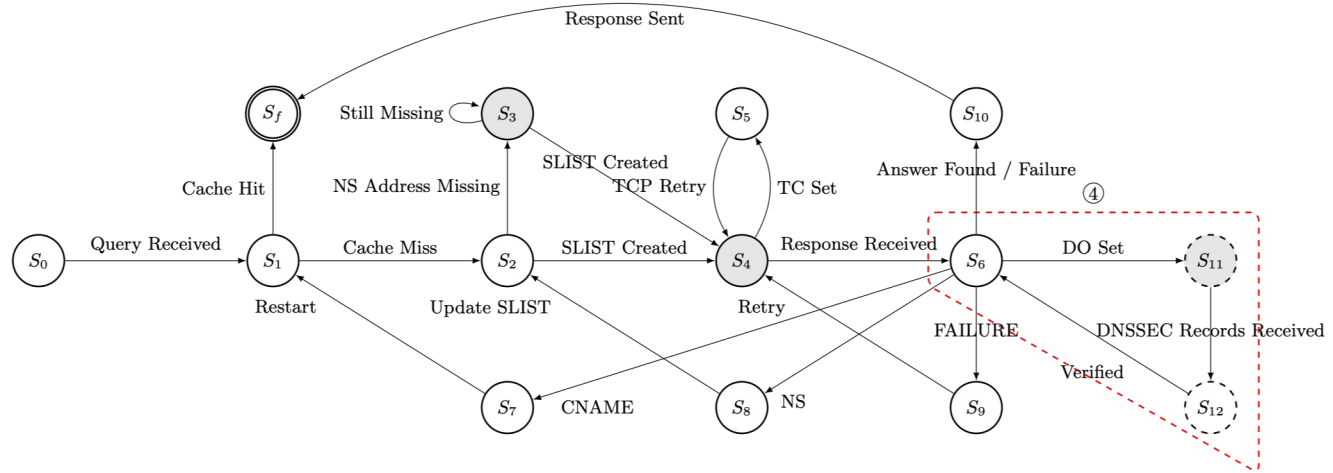 Response Sent
S_f
Still Missing
S_3
S_5
S_10
SLIST Created
Cache Hit
NS Address Missing
TCP Retry
TC Set
Answer Found / Failure
④
S_0
Query Received
S_1
Cache Miss
S_2
SLIST Created
S_4
Response Received
S_6
DO Set
S_11
Restart
Update SLIST
Retry
FAILURE
DNSSEC Records Received
Verified
S_7
CNAME
S_8
NS
S_9
S_12